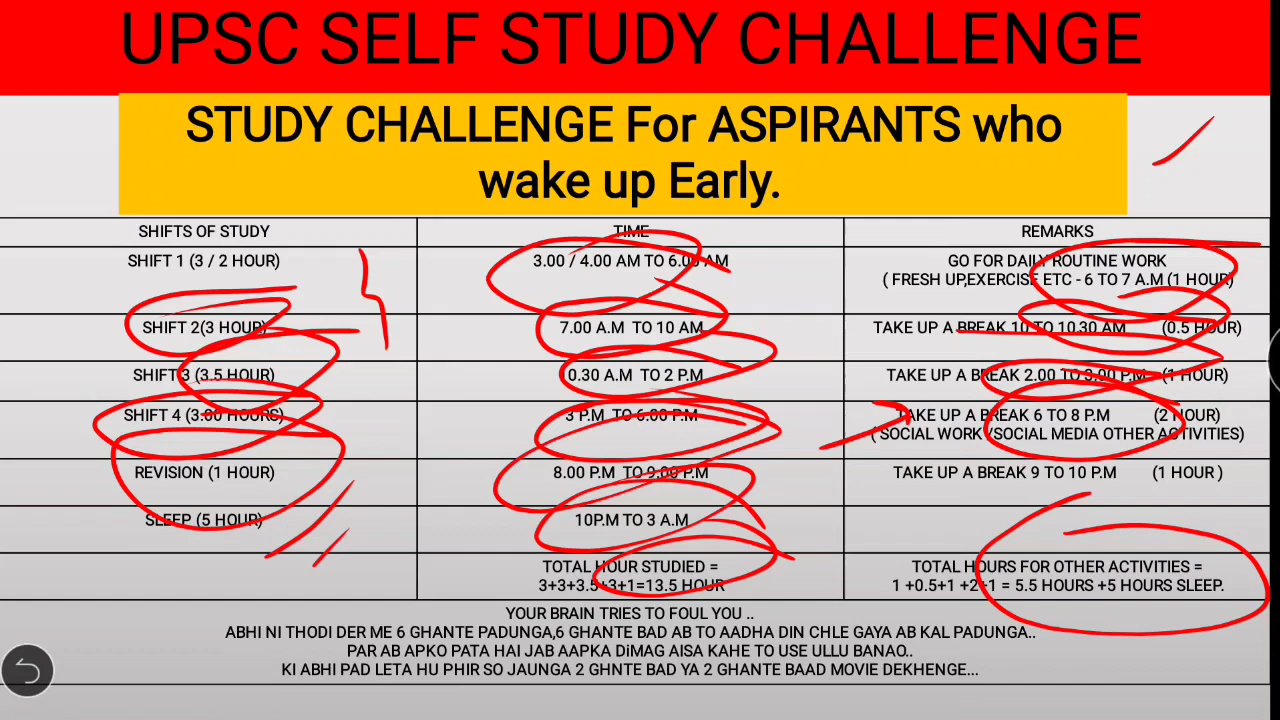 UPSC SELF STUDY CHALLENGE
STUDY CHALLENGE For ASPIRANTS who
wake up Early.
SHIFTS OF STUDY TIME REMARKS
SHIFT 1 (3 / 2 HOUR) 3.00 / 4.00 AM TO 6.00 AM GO FOR DAILY ROUTINE WORK
( FRESH UP,EXERCISE ETC - 6 TO 7 A.M (1 HOUR)
SHIFT 2(3 HOUR) 7.00 A.M TO 10 AM TAKE UP A BREAK 10 TO 10.30 AM (0.5 HOUR)
SHIFT 3 (3.5 HOUR) 10.30 A.M TO 2 P.M TAKE UP A BREAK 2.00 TO 3.00 P.M (1 HOUR)
SHIFT 4 (3.00 HOURS) 3 P.M TO 6.00 P.M TAKE UP A BREAK 6 TO 8 P.M (2 HOUR)
( SOCIAL WORK /SOCIAL MEDIA OTHER ACTIVITIES)
REVISION (1 HOUR) 8.00 P.M TO 9.00 P.M TAKE UP A BREAK 9 TO 10 P.M (1 HOUR )
SLEEP (5 HOUR) 10P.M TO 3 A.M
TOTAL HOUR STUDIED = TOTAL HOURS FOR OTHER ACTIVITIES =
3+3+3.5+3+1=13.5 HOUR 1 +0.5+1 +2+1 = 5.5 HOURS +5 HOURS SLEEP.
YOUR BRAIN TRIES TO FOUL YOU ..
ABHI NI THODI DER ME 6 GHANTE PADUNGA,6 GHANTE BAD AB TO AADHA DIN CHLE GAYA AB KAL PADUNGA..
PAR AB APKO PATA HAI JAB AAPKA DiMAG AISA KAHE TO USE ULLU BANAO..
KI ABHI PAD LETA HU PHIR SO JAUNGA 2 GHNTE BAD YA 2 GHANTE BAAD MOVIE DEKHENGE...